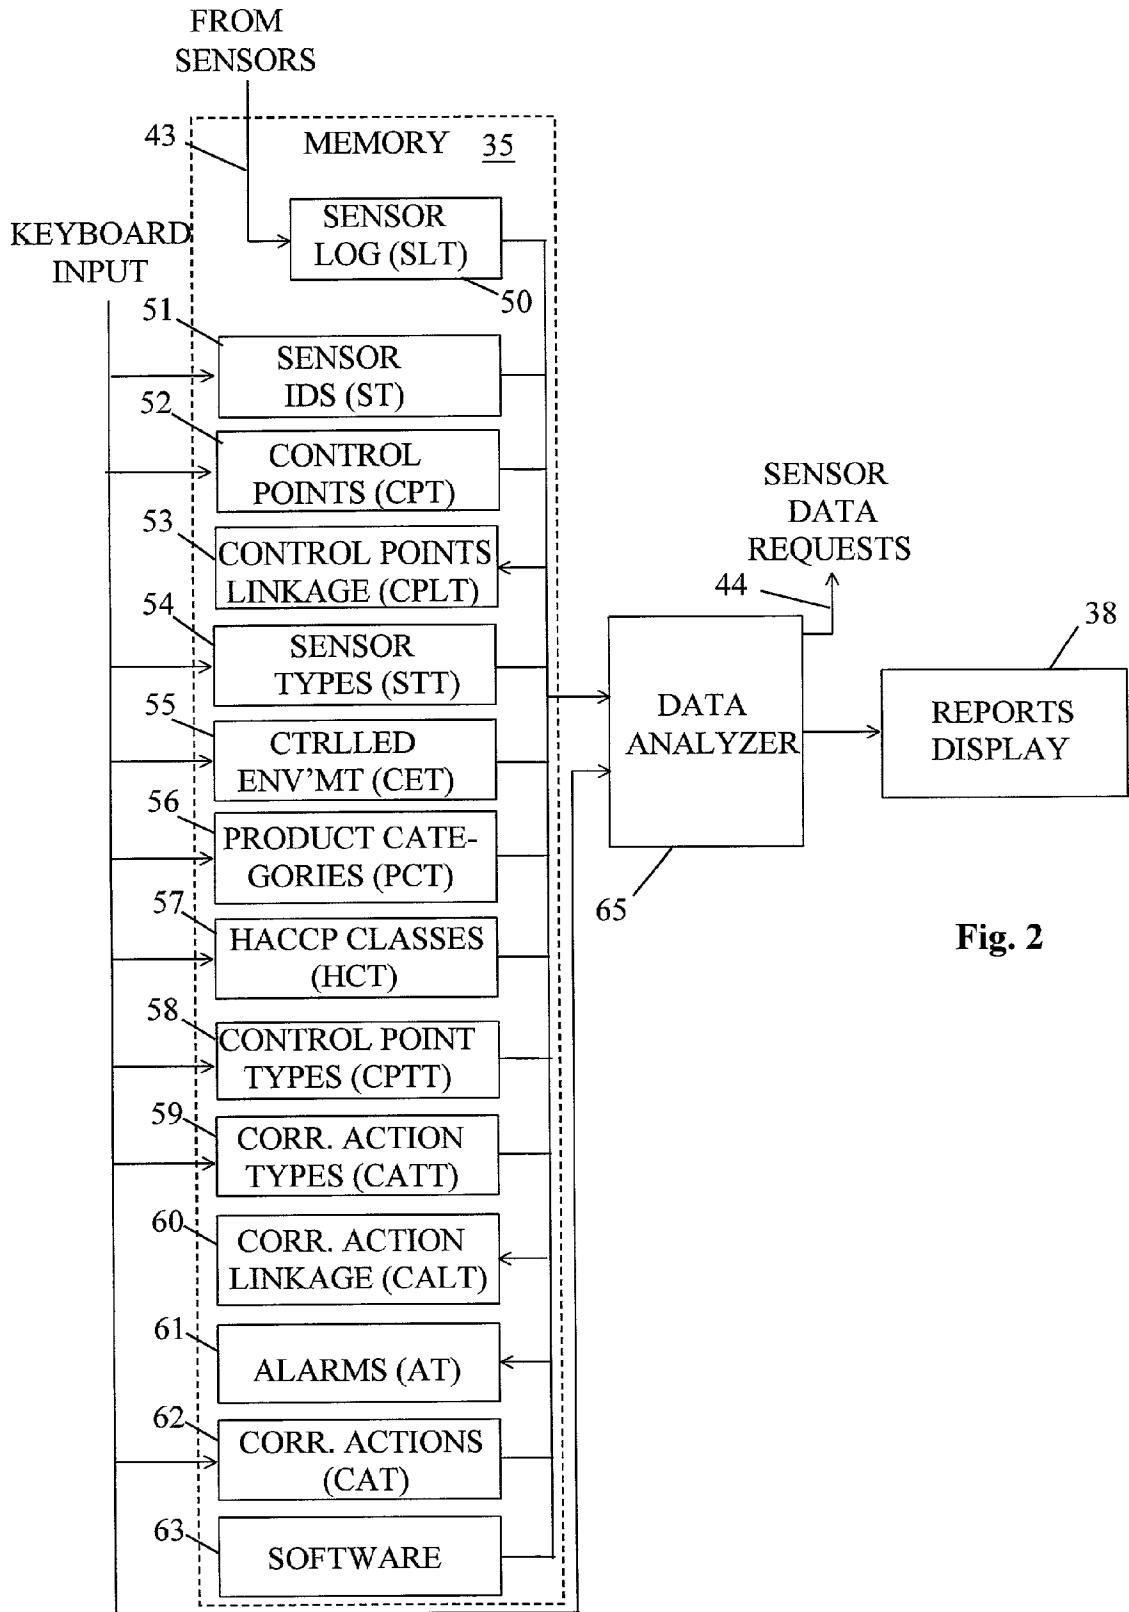 FROM
SENSORS
43
MEMORY 35
SENSOR
LOG (SLT)
KEYBOARD
INPUT
50
51
SENSOR
IDS (ST)
52
CONTROL
POINTS (CPT)
53
CONTROL POINTS
LINKAGE (CPLT)
54
SENSOR
TYPES (STT)
55
CTRLLED
ENV'MT (CET)
56
PRODUCT CATE-
GORIES (PCT)
57
HACCP CLASSES
(HCT)
58
CONTROL POINT
TYPES (CPTT)
59
CORR. ACTION
TYPES (CATT)
60
CORR. ACTION
LINKAGE (CALT)
61
ALARMS (AT)
62
CORR. ACTIONS
(CAT)
63
SOFTWARE
SENSOR
DATA
REQUESTS
44
DATA
ANALYZER
65
38
REPORTS
DISPLAY
Fig. 2